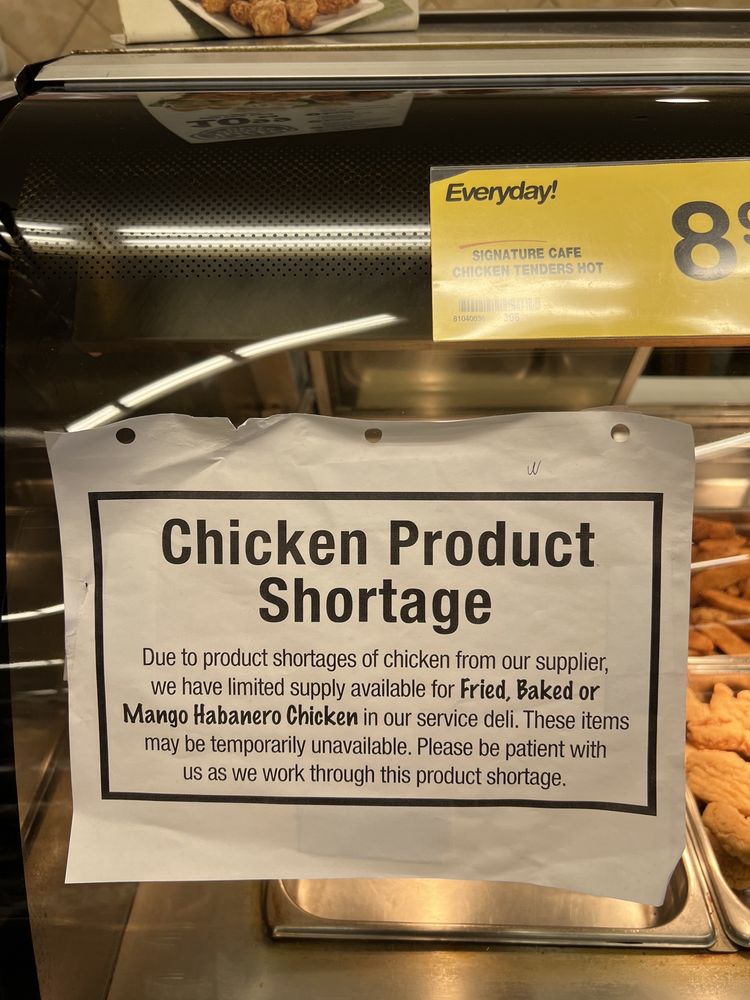 Everyday!
SIGNATURE CAFE
CHICKEN TENDERS HOT
8
Chicken Product
Shortage
Due to product shortages of chicken from our supplier,
we have limited supply available for Fried, Baked or
Mango Habanero Chicken in our service deli. These items
may be temporarily unavailable. Please be patient with
us as we work through this product shortage.